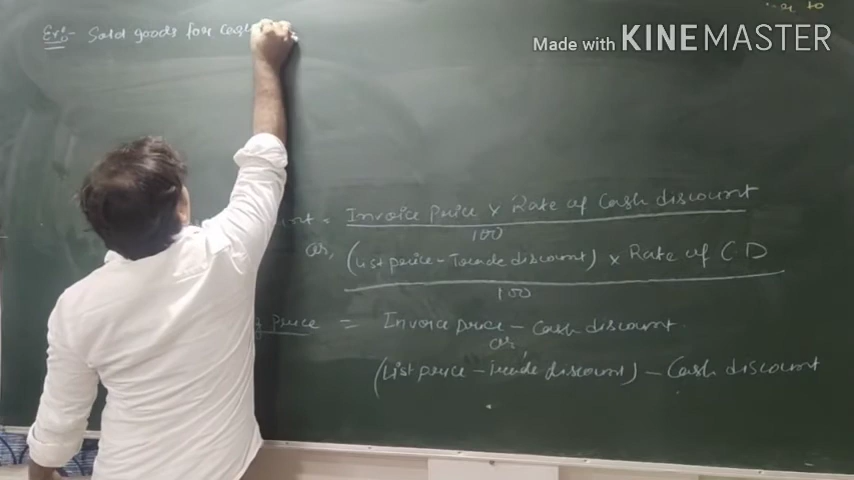 Ex:- Sold goods for cash
Made with KINEMASTER
= Invoice price x Rate of Cash discount
100
or, (List price - Trade discount) x Rate of C.D
100
price = Invoice price - Cash discount.
or,
(List price - Trade discount) - Cash discount